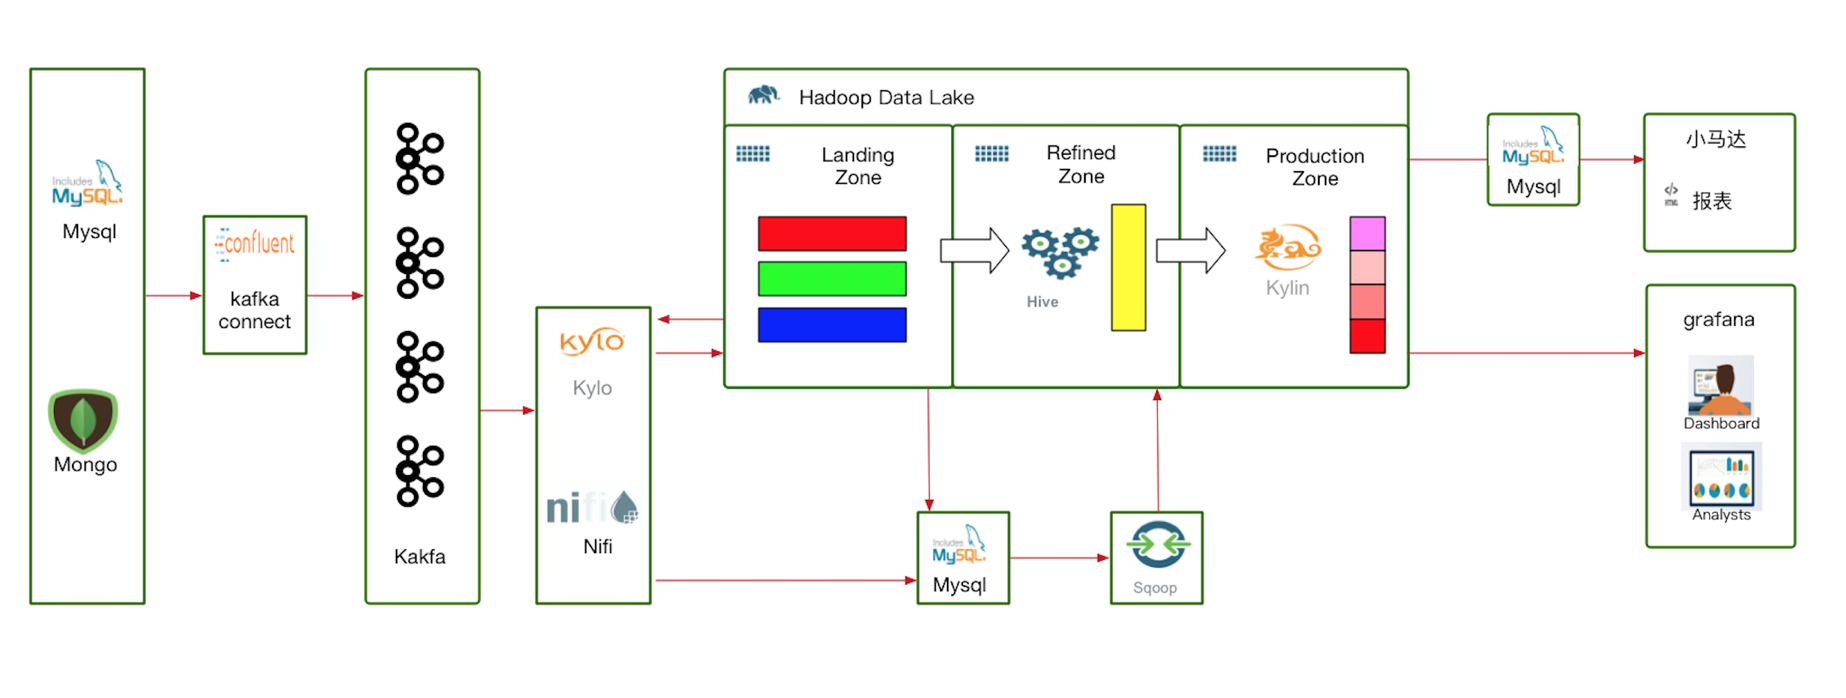 Includes
MySQL
Mysql
Mongo
confluent
kafka
connect
Kakfa
kylo
Kylo
nifi
Nifi
Hadoop Data Lake
Landing
Zone
Refined
Zone
Hive
Production
Zone
Kylin
Includes
MySQL
Mysql
Sqoop
Includes
MySQL
Mysql
小马达
</>
HTML
报表
grafana
Dashboard
Analysts